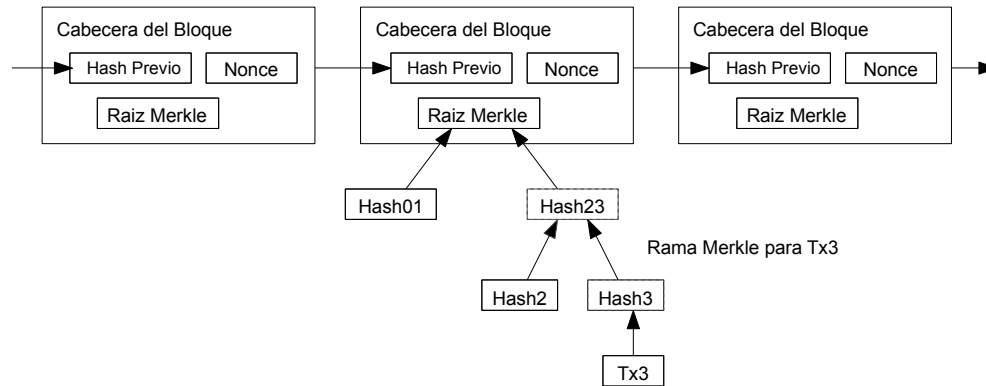 Cabecera del Bloque Cabecera del Bloque Cabecera del Bloque
Hash Previo Nonce Hash Previo Nonce Hash Previo Nonce
Raiz Merkle Raiz Merkle Raiz Merkle
Hash01 Hash23
Rama Merkle para Tx3
Hash2 Hash3
Tx3